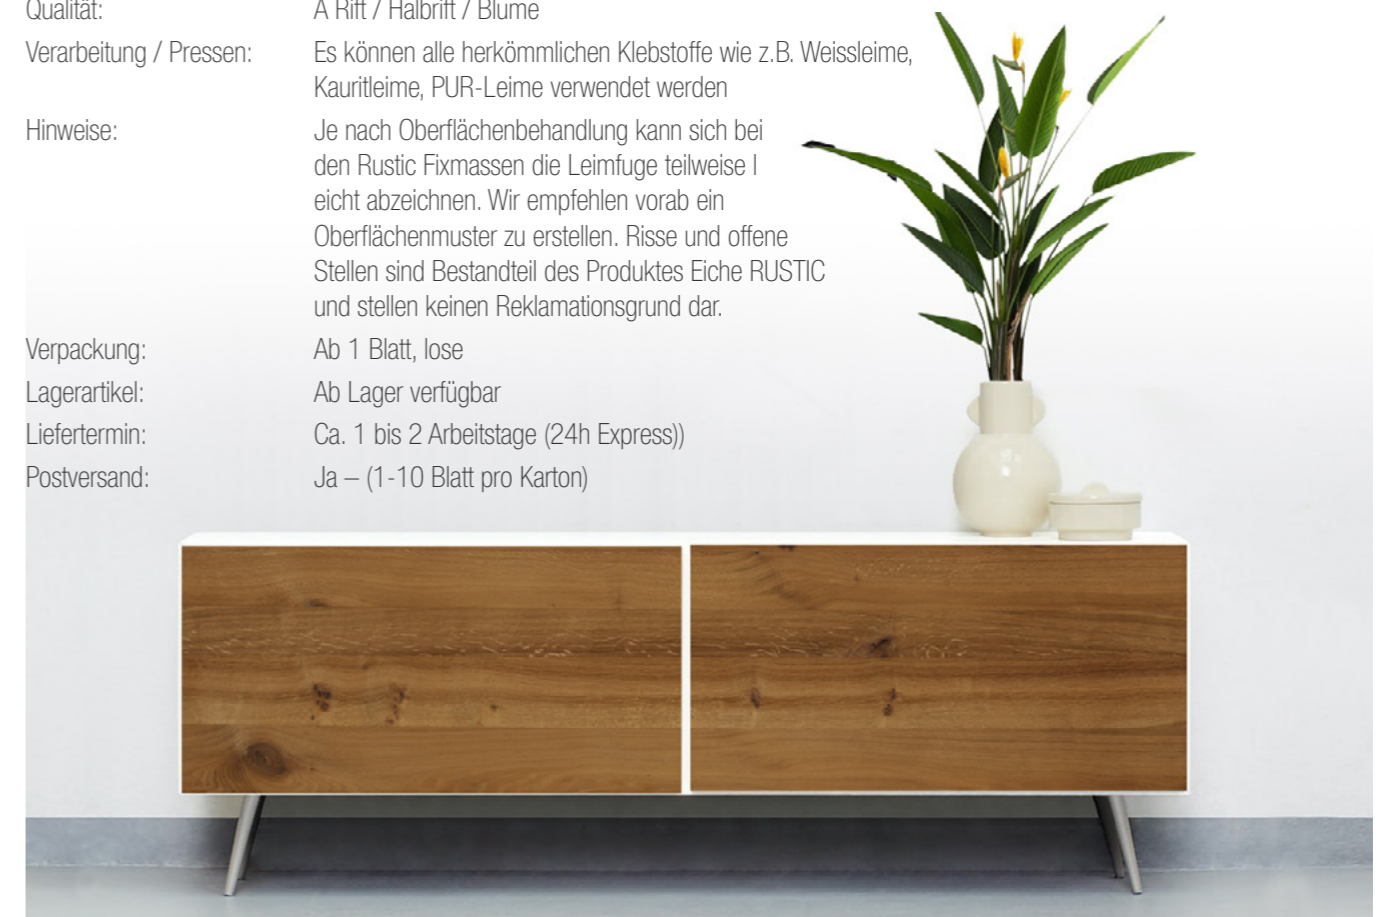 Qualität: A Rift / Halbrift / Blume
Verarbeitung / Pressen: Es können alle herkömmlichen Klebstoffe wie z.B. Weissleime,
Kauritleime, PUR-Leime verwendet werden
Hinweise: Je nach Oberflächenbehandlung kann sich bei
den Rustic Fixmassen die Leimfuge teilweise l
eicht abzeichnen. Wir empfehlen vorab ein
Oberflächenmuster zu erstellen. Risse und offene
Stellen sind Bestandteil des Produktes Eiche RUSTIC
und stellen keinen Reklamationsgrund dar.
Verpackung: Ab 1 Blatt, lose
Lagerartikel: Ab Lager verfügbar
Liefertermin: Ca. 1 bis 2 Arbeitstage (24h Express))
Postversand: Ja – (1-10 Blatt pro Karton)